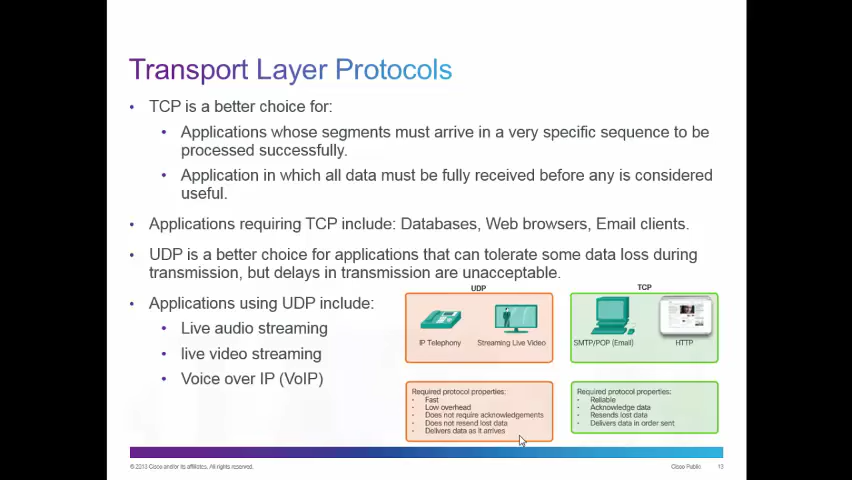 Transport Layer Protocols
• TCP is a better choice for:
• Applications whose segments must arrive in a very specific sequence to be
processed successfully.
• Application in which all data must be fully received before any is considered
useful.
• Applications requiring TCP include: Databases, Web browsers, Email clients.
• UDP is a better choice for applications that can tolerate some data loss during
transmission, but delays in transmission are unacceptable.
• Applications using UDP include:
• Live audio streaming
• live video streaming
• Voice over IP (VoIP)
UDP
IP Telephony
Streaming Live Video
Required protocol properties:
• Fast
• Low overhead
• Does not require acknowledgements
• Does not resend lost data
• Delivers data as it arrives
TCP
SMTP/POP (Email)
HTTP
Required protocol properties:
• Reliable
• Acknowledge data
• Resends lost data
• Delivers data in order sent
© 2013 Cisco and/or its affiliates. All rights reserved.
Cisco Public
13